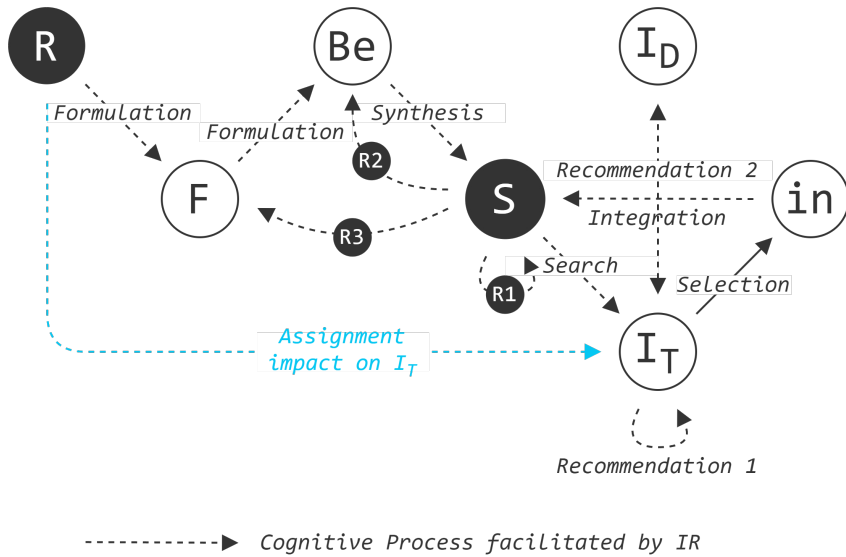 R
Be
I_D
Formulation
Formulation
Synthesis
R2
Recommendation 2
F
S
in
R3
Integration
Search
R1
Selection
Assignment
impact on I_T
I_T
Recommendation 1
Cognitive Process facilitated by IR